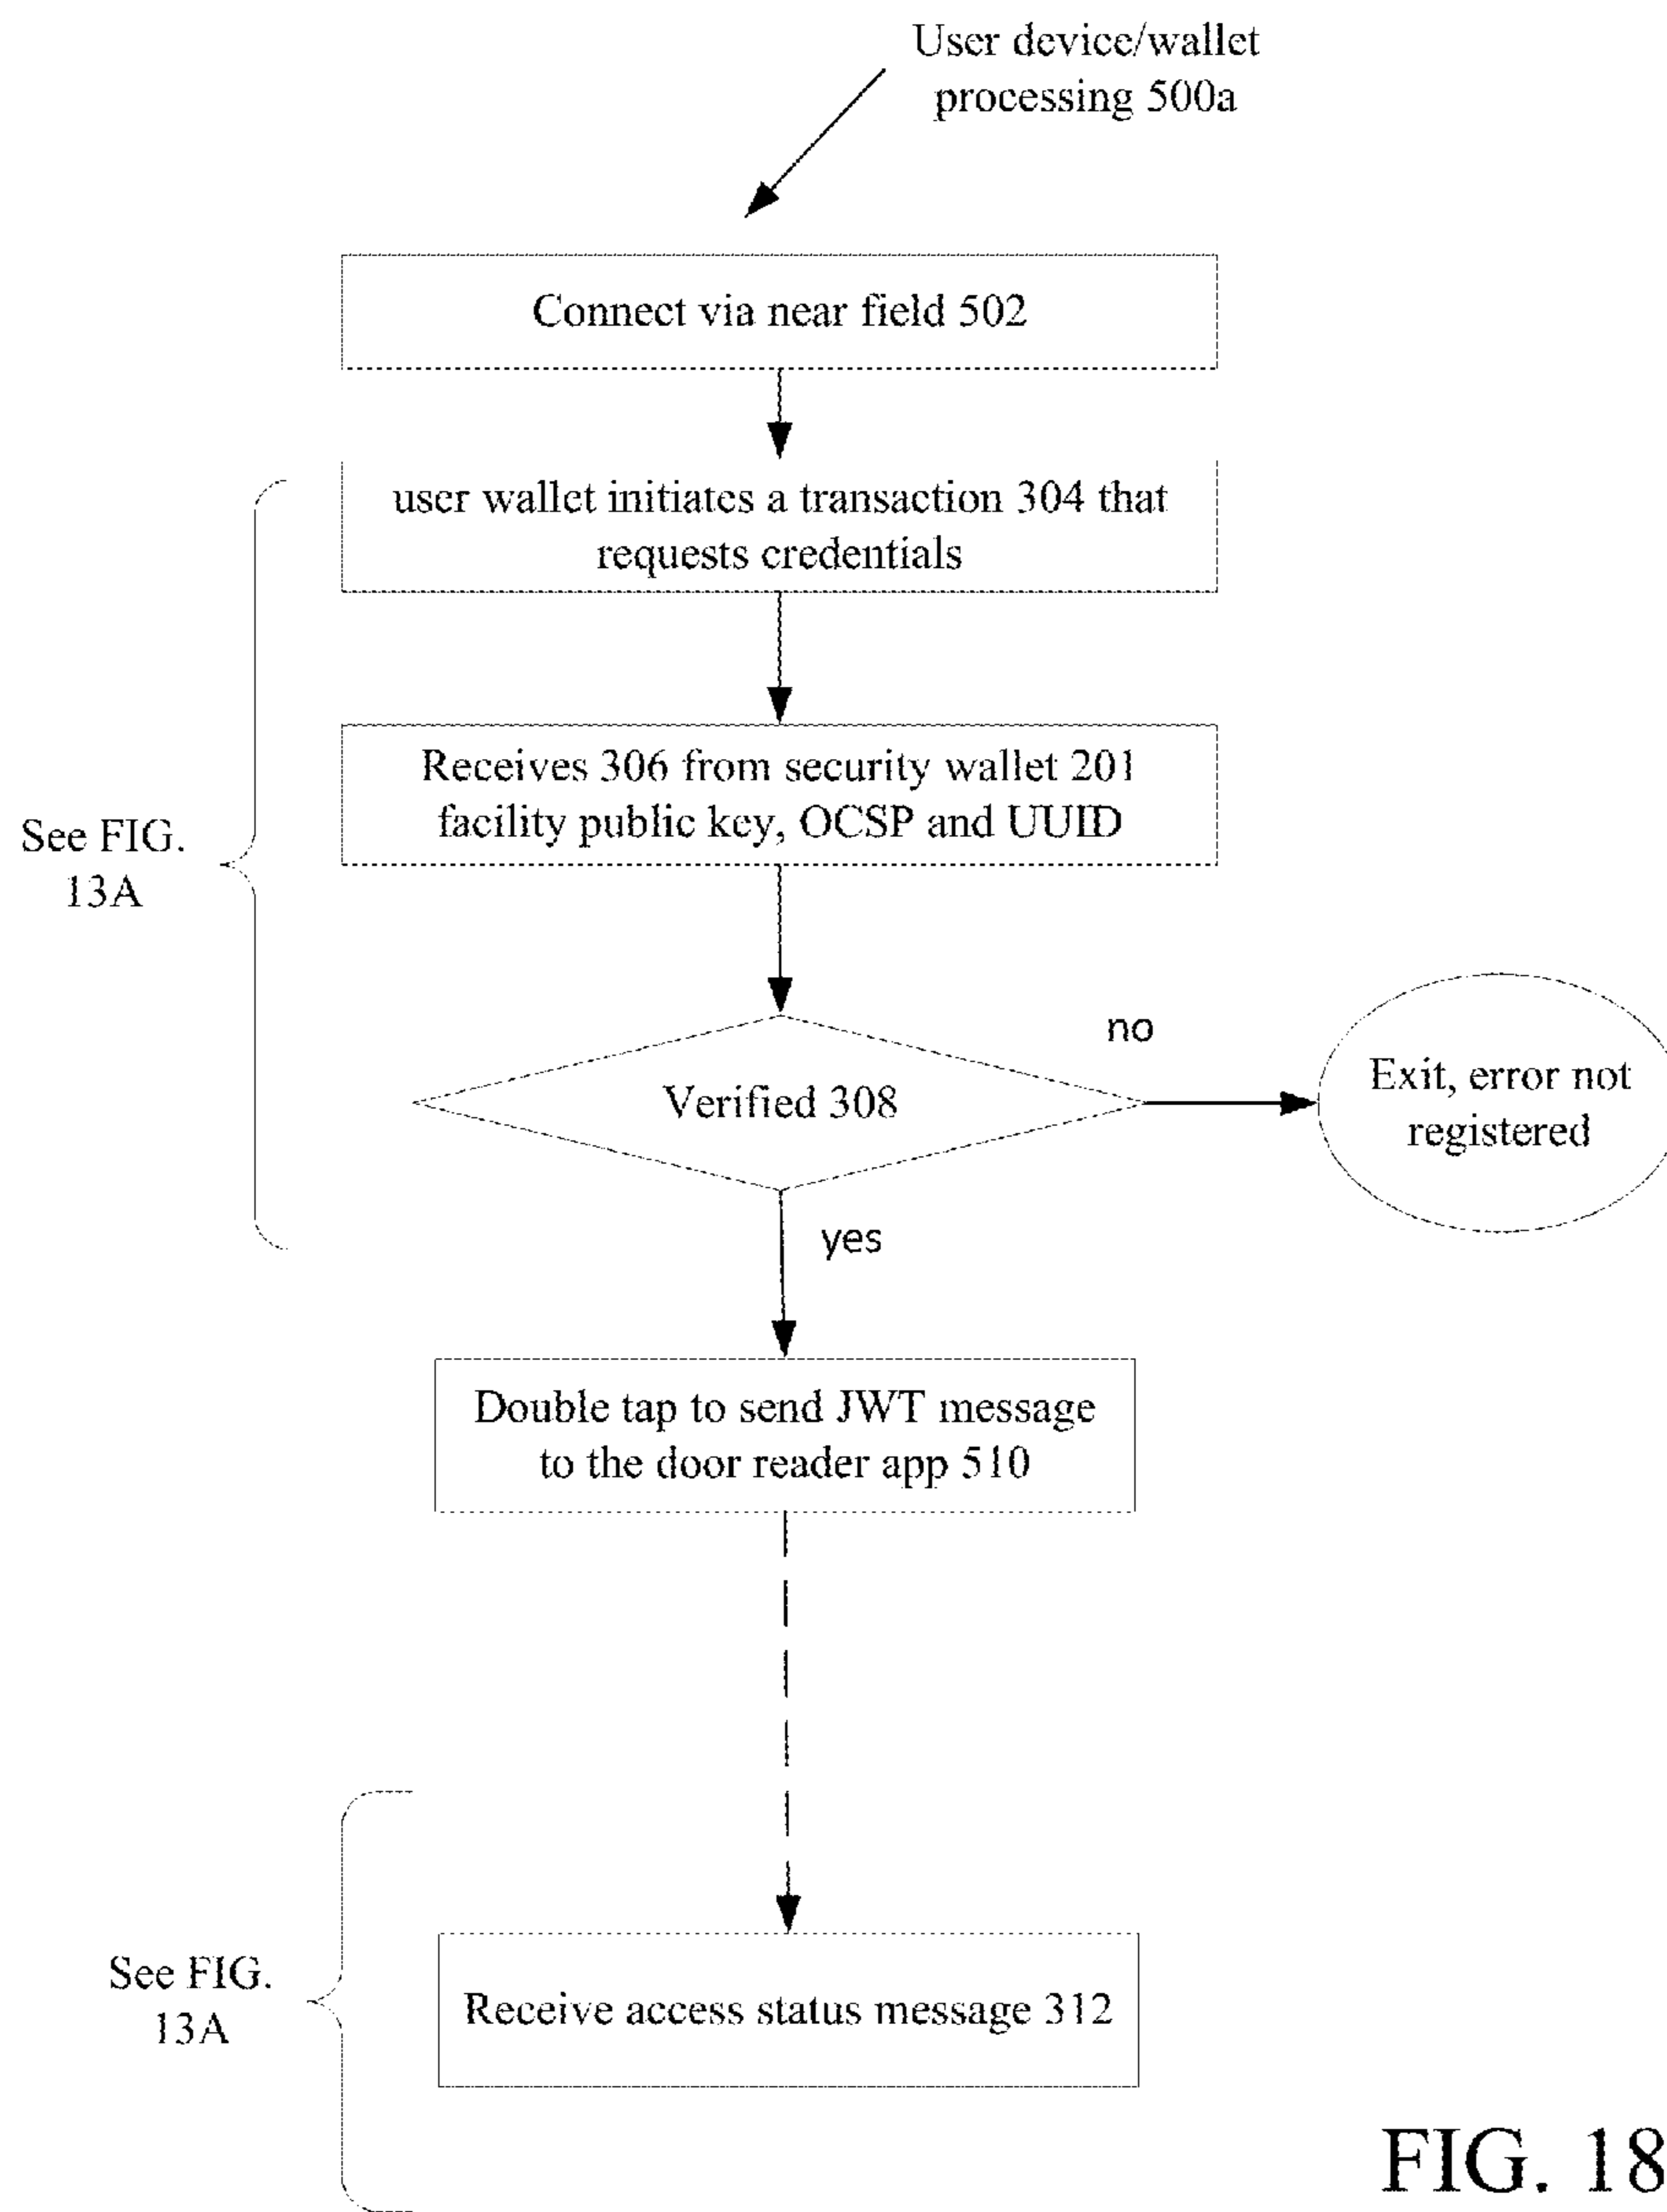 User device/wallet
processing 500a
Connect via near field 502
user wallet initiates a transaction 304 that
requests credentials
Receives 306 from security wallet 201
facility public key, OCSP and UUID
See FIG.
13A
Verified 308
no
Exit, error not
registered
yes
Double tap to send JWT message
to the door reader app 510
See FIG.
13A
Receive access status message 312
FIG. 18